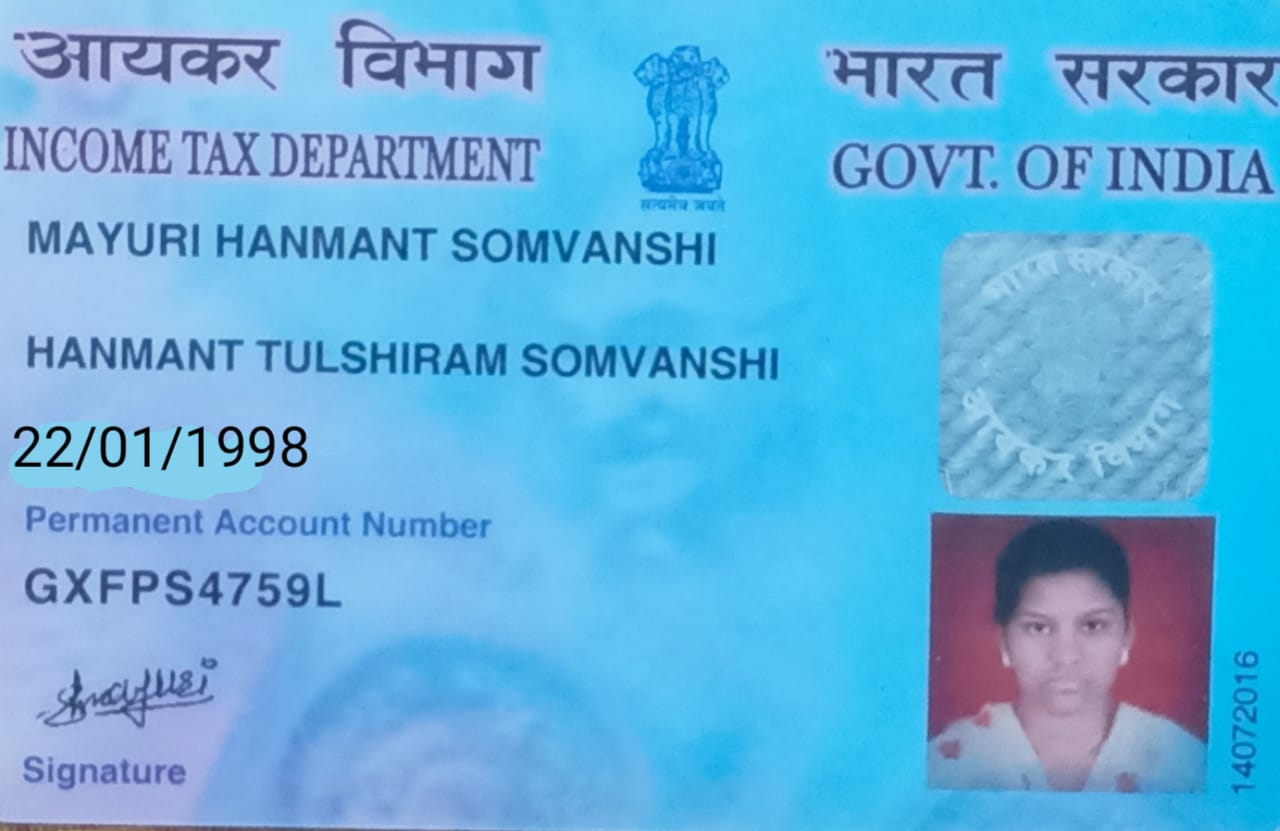 आयकर विभाग
INCOME TAX DEPARTMENT
भारत सरकार
GOVT. OF INDIA
सत्यमेव जयते
MAYURI HANMANT SOMVANSHI
HANMANT TULSHIRAM SOMVANSHI
22/01/1998
Permanent Account Number
GXFPS4759L
Signature
भारत सरकार
आयकर विभाग
14072016